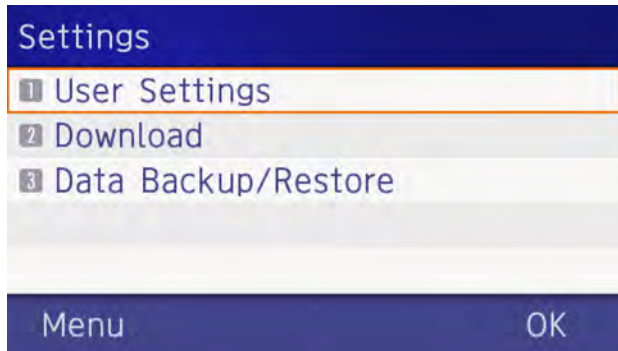 Settings
1 User Settings
2 Download
3 Data Backup/Restore
Menu OK